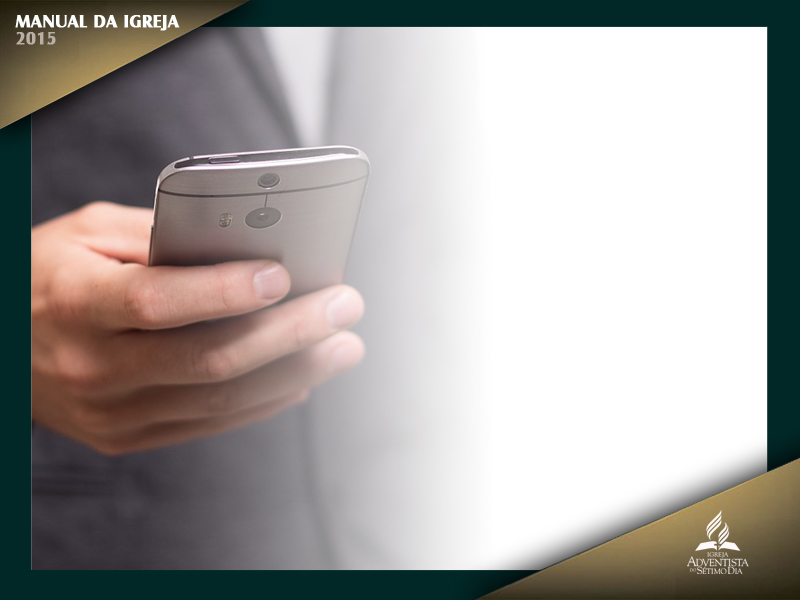 MANUAL DA IGREJA
2015
IGREJA
ADVENTISTA
DO SÉTIMO DIA